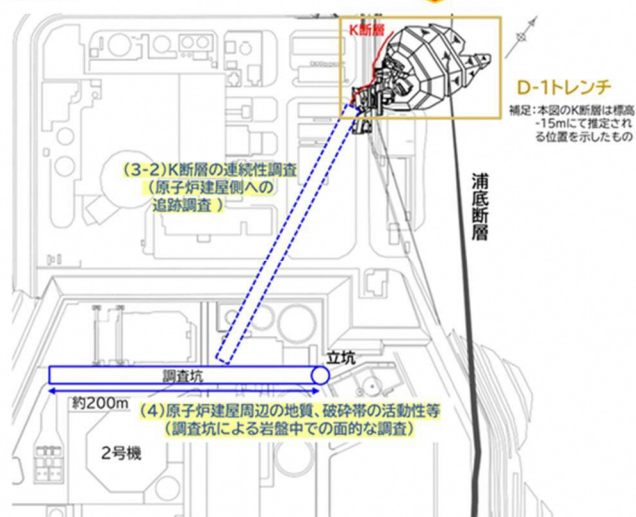 K断層
D-1トレンチ
補足:本図のK断層は標高
-15mにて推定され
る位置を示したもの
(3-2)K断層の連続性調査
(原子炉建屋側への
追跡調査 )
浦底断層
立坑
調査坑
約200m
(4)原子炉建屋周辺の地質、破砕帯の活動性等
(調査坑による岩盤中での面的な調査)
2号機